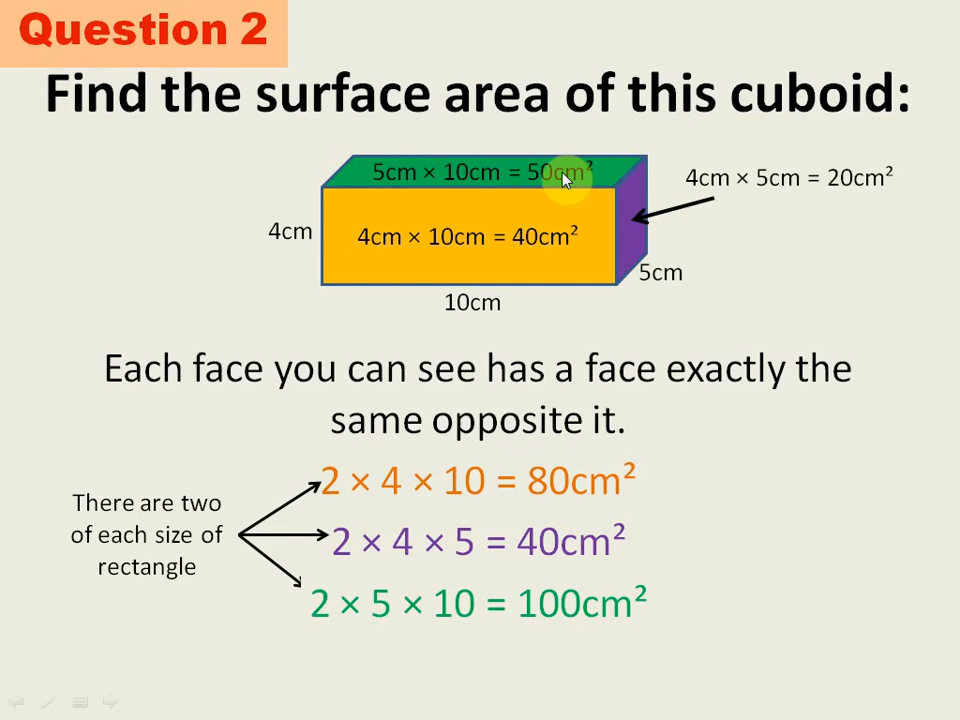 Question 2
Find the surface area of this cuboid:
5cm × 10cm = 50cm²
4cm × 5cm = 20cm²
4cm
4cm × 10cm = 40cm²
5cm
10cm
Each face you can see has a face exactly the
same opposite it.
There are two
of each size of
rectangle
2 × 4 × 10 = 80cm²
2 × 4 × 5 = 40cm²
2 × 5 × 10 = 100cm²